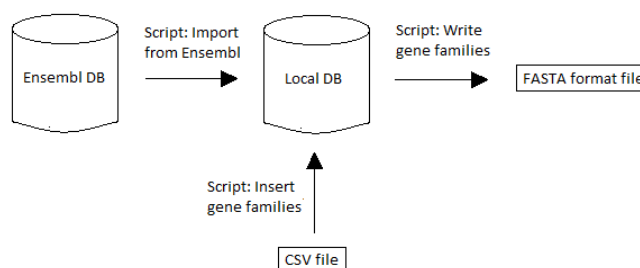 Script: Import
from Ensembl
Script: Write
gene families
Ensembl DB
Local DB
FASTA format file
Script: Insert
gene families
CSV file